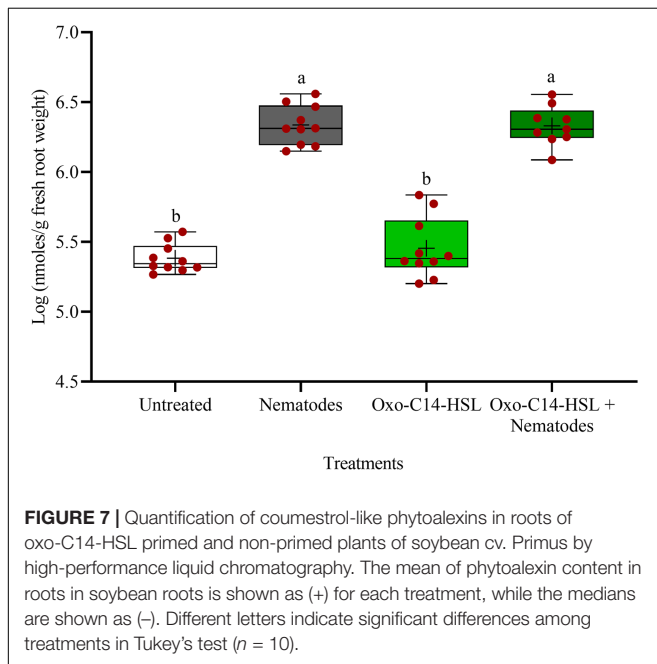 7.0
a
a
6.5
Log (nmoles/g fresh root weight)
6.0
b
b
5.5
5.0
4.5
Untreated
Nematodes
Oxo-C14-HSL
Oxo-C14-HSL +
Nematodes
Treatments
FIGURE 7 | Quantification of coumestrol-like phytoalexins in roots of
oxo-C14-HSL primed and non-primed plants of soybean cv. Primus by
high-performance liquid chromatography. The mean of phytoalexin content in
roots in soybean roots is shown as (+) for each treatment, while the medians
are shown as (–). Different letters indicate significant differences among
treatments in Tukey's test (n = 10).